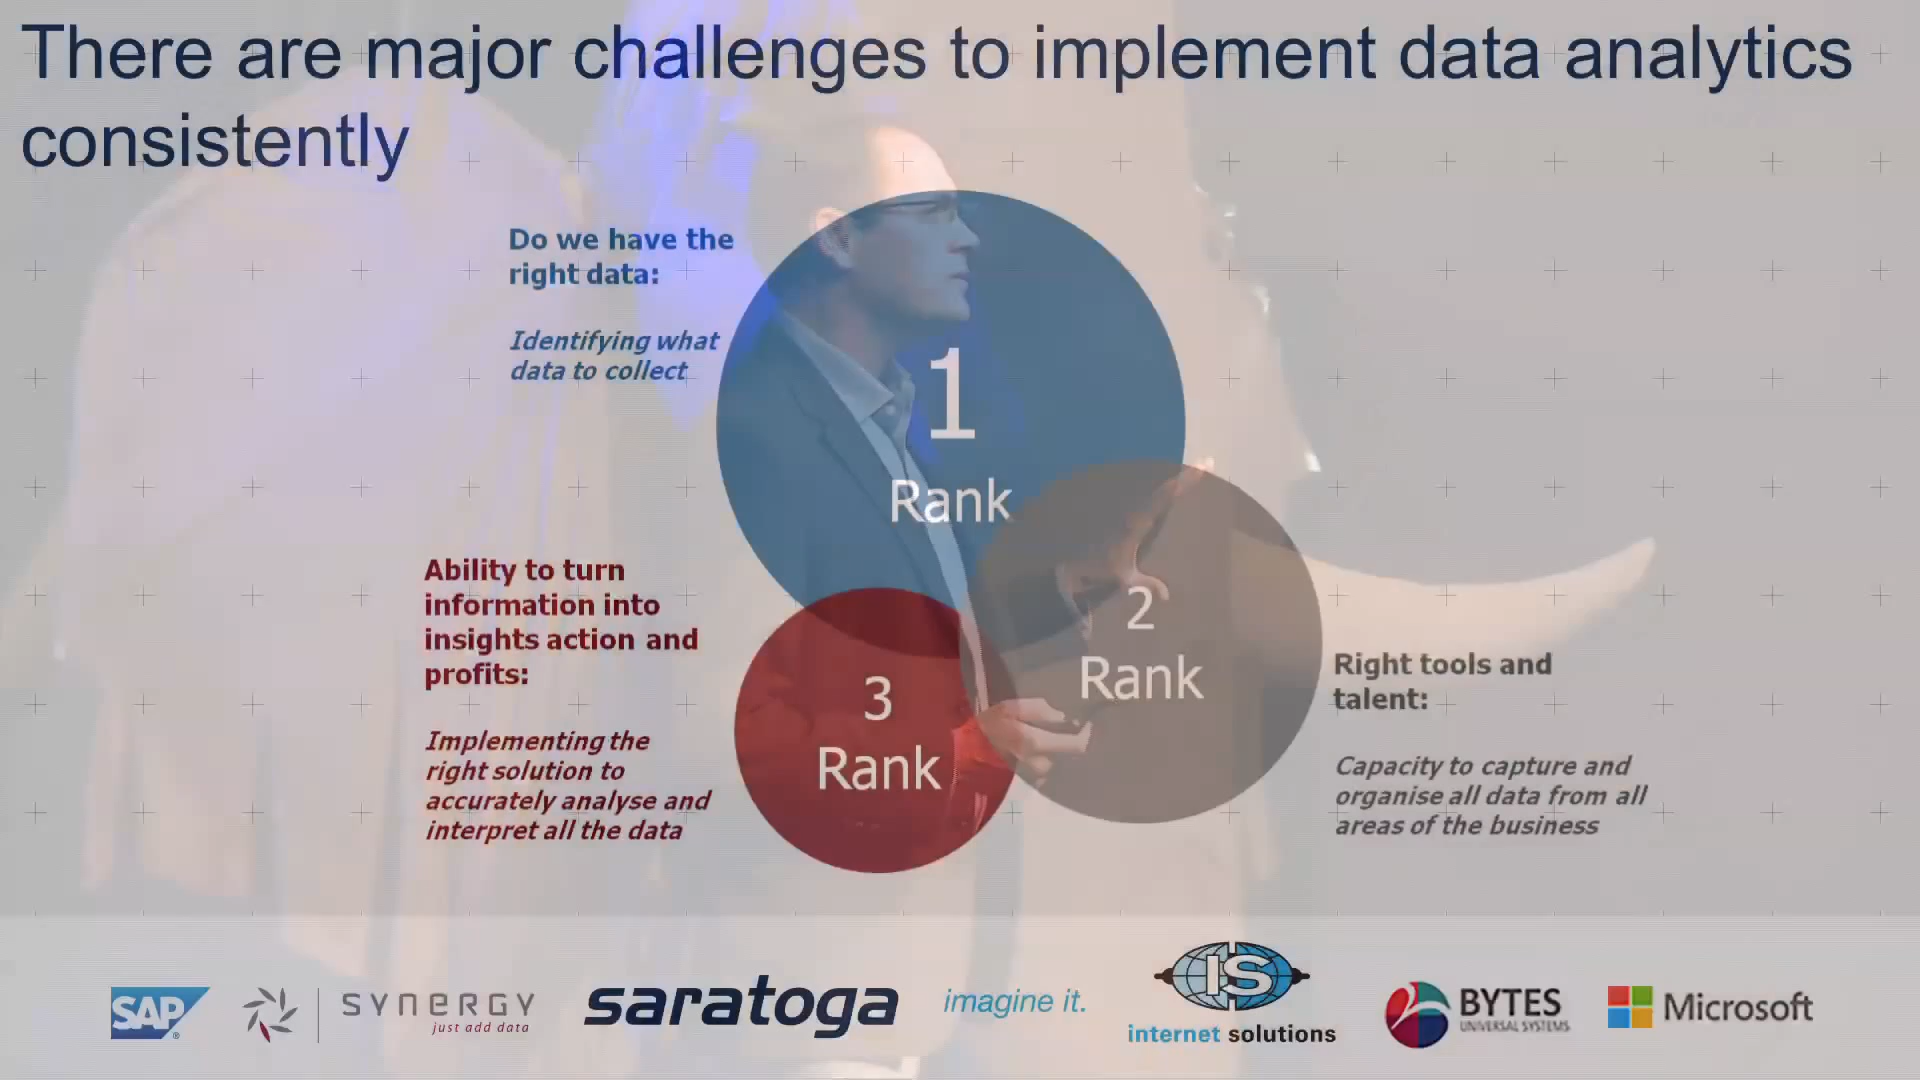 There are major challenges to implement data analytics
consistently
Do we have the
right data:
Identifying what
data to collect
1
Rank
Ability to turn
information into
insights action and
profits:
Implementing the
right solution to
accurately analyse and
interpret all the data
3
Rank
2
Rank
Right tools and
talent:
Capacity to capture and
organise all data from all
areas of the business
SAP
SYNERGY
just add data
saratoga
imagine it.
IS
internet solutions
BYTES
UNIVERSAL SYSTEMS
Microsoft